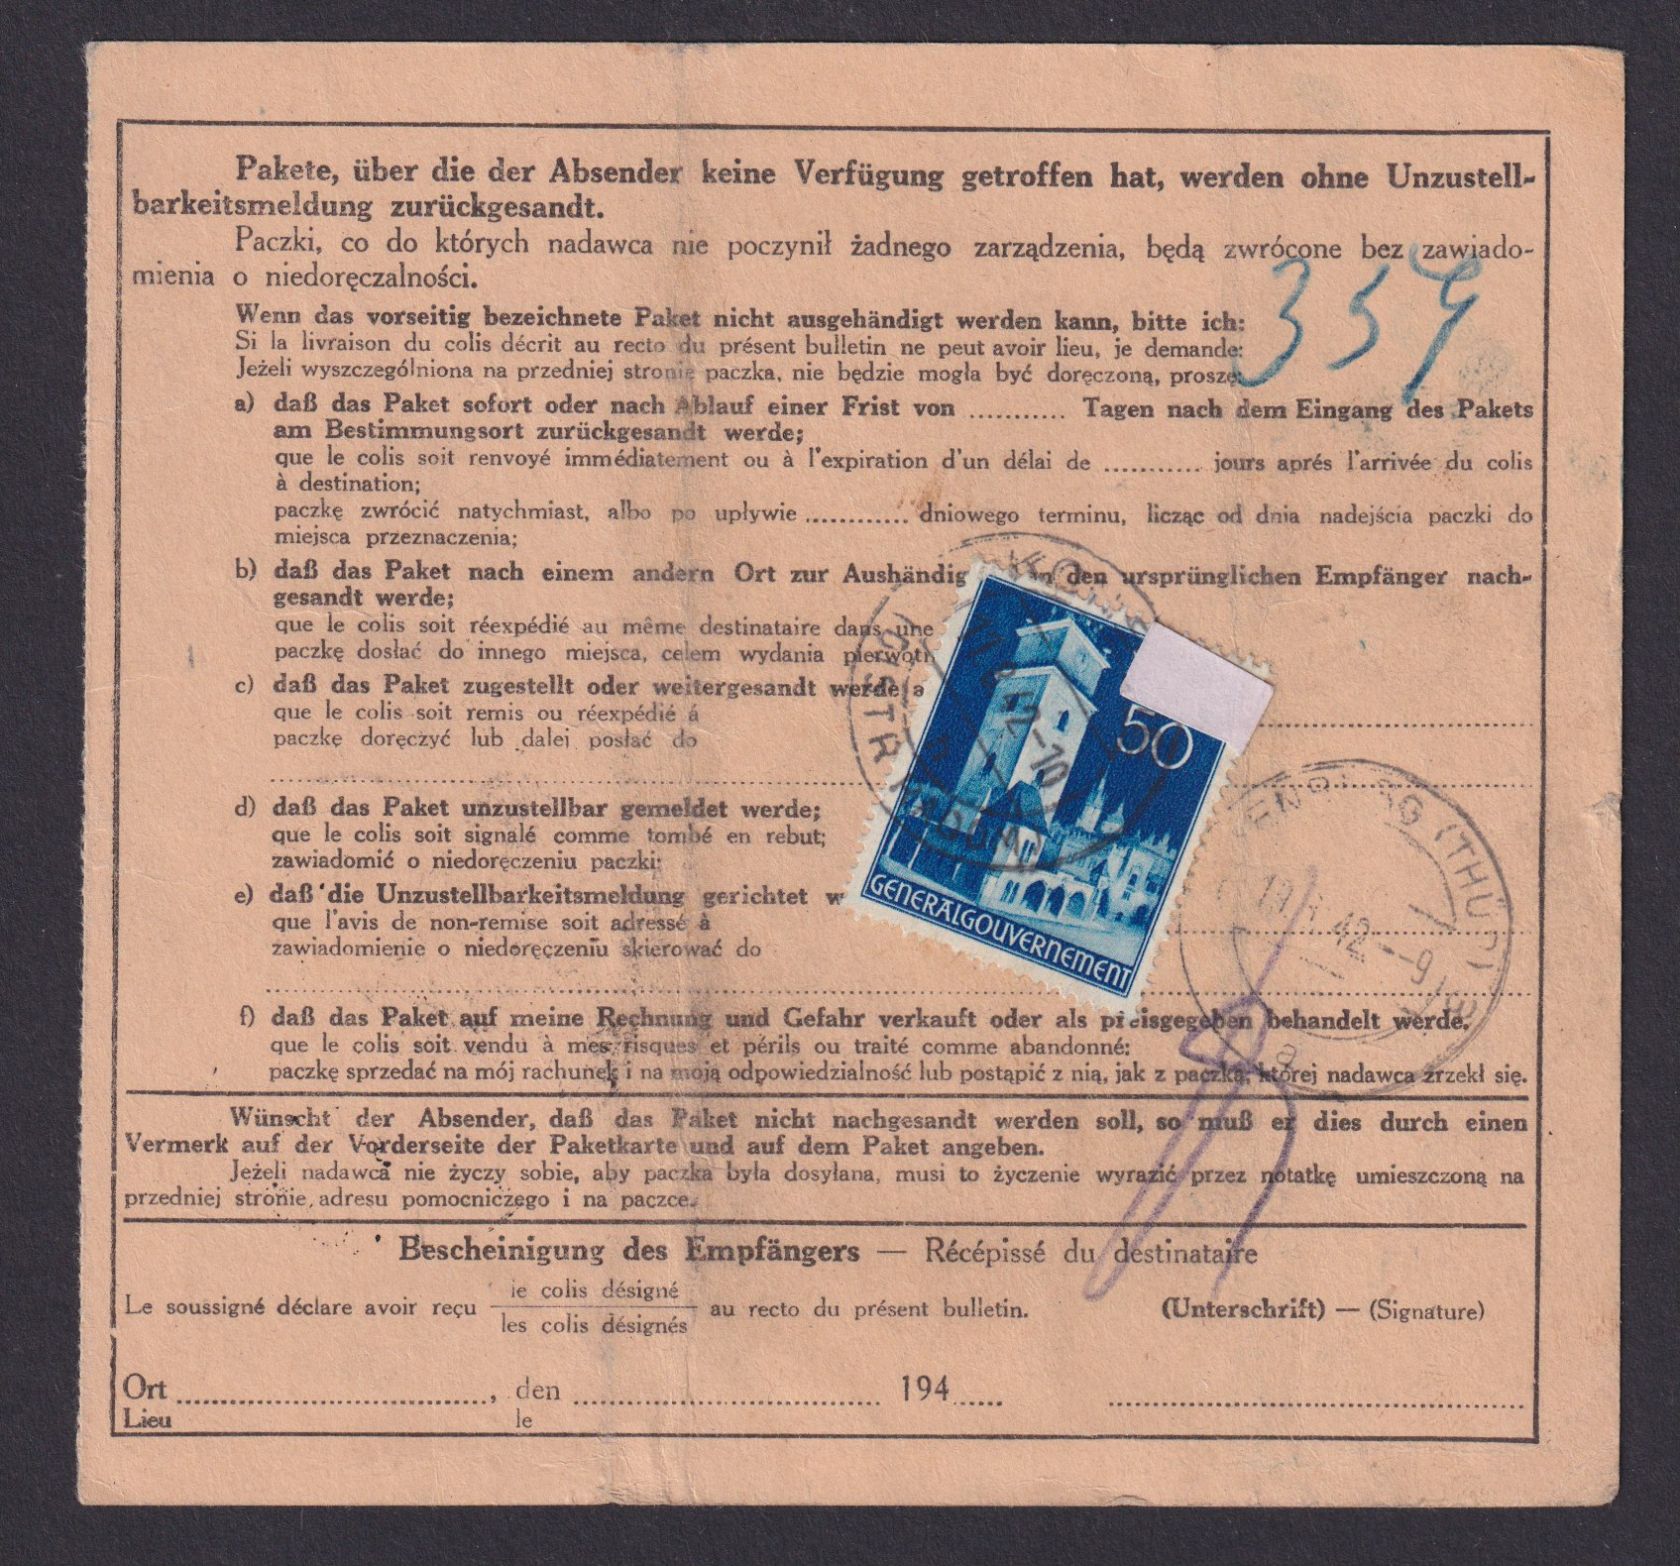 Pakete, über die der Absender keine Verfügung getroffen hat, werden ohne Unzustell-
barkeitsmeldung zurückgesandt.
Paczki, co do których nadawca nie poczynił żadnego zarządzenia, będą zwrócone bez zawiado-
mienia o niedoręczalności.
Wenn das vorseitig bezeichnete Paket nicht ausgehändigt werden kann, bitte ich:
Si la livraison du colis décrit au recto du présent bulletin ne peut avoir lieu, je demande:
Jeżeli wyszczególniona na przedniej stronie paczka, nie będzie mogła być doręczoną, proszę
a) daß das Paket sofort oder nach Ablauf einer Frist von ........... Tagen nach dem Eingang des Pakets
am Bestimmungsort zurückgesandt werde;
que le colis soit renvoyé immédiatement ou à l'expiration d'un délai de ........... jours aprés l'arrivée du colis
à destination;
paczkę zwrócić natychmiast, albo po upływie ............ dniowego terminu, licząc od dnia nadejścia paczki do
miejsca przeznaczenia;
b) daß das Paket nach einem andern Ort zur Aushändig den ursprünglichen Empfänger nach-
gesandt werde;
que le colis soit réexpédié au même destinataire dans une
paczkę dosłać do innego miejsca, celem wydania pierwot
c) daß das Paket zugestellt oder weitergesandt werde a
que le colis soit remis ou réexpédié á
paczkę doręczyć lub dalej posłać do
d) daß das Paket unzustellbar gemeldet werde;
que le colis soit signalé comme tombé en rebut;
zawiadomić o niedoręczeniu paczki;
e) daß die Unzustellbarkeitsmeldung gerichtet w
que l'avis de non-remise soit adressé à
zawiadomienie o niedoręczeniu skierować do
f) daß das Paket auf meine Rechnung und Gefahr verkauft oder als preisgegeben behandelt werde.
que le colis soit vendu à mes risques et périls ou traité comme abandonné:
paczkę sprzedać na mój rachunek i na moją odpowiedzialność lub postąpić z nią, jak z paczką, której nadawca zrzekł się.
Wünscht der Absender, daß das Paket nicht nachgesandt werden soll, so muß er dies durch einen
Vermerk auf der Vorderseite der Paketkarte und auf dem Paket angeben.
Jeżeli nadawca nie życzy sobie, aby paczka była dosyłana, musi to życzenie wyrazić przez notatkę umieszczoną na
przedniej stronie adresu pomocniczego i na paczce.
Bescheinigung des Empfängers — Récépissé du destinataire
Le soussigné déclare avoir reçu le colis désigné
les colis désignés au recto du présent bulletin.
(Unterschrift) — (Signature)
Ort ................................, den ................................ 194 ......
Lieu le
50
GENERALGOUVERNEMENT
(DISTR. RADOM)
42-10
(THÜR)
42--9